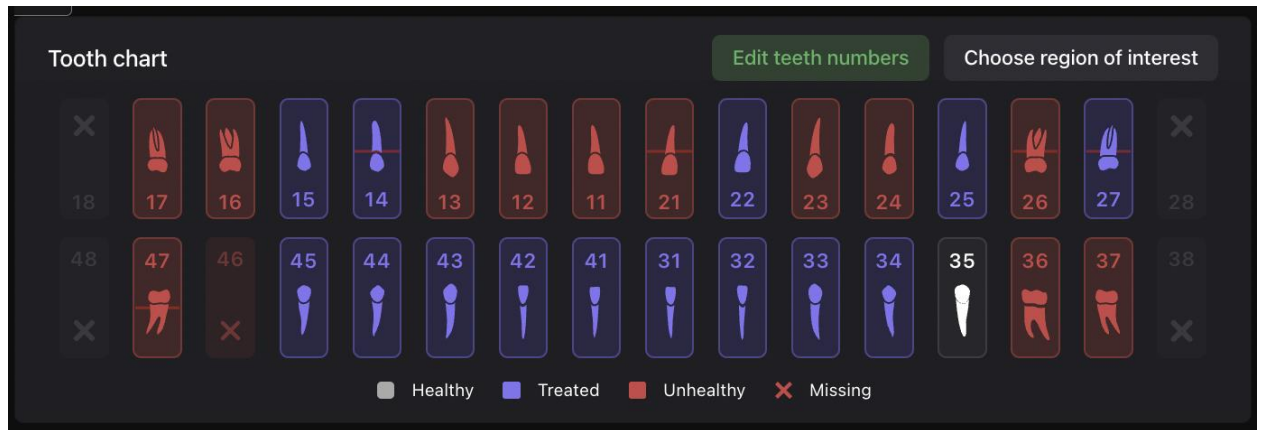 Tooth chart
Edit teeth numbers
Choose region of interest
18 17 16 15 14 13 12 11 21 22 23 24 25 26 27 28
48 47 46 45 44 43 42 41 31 32 33 34 35 36 37 38
Healthy Treated Unhealthy Missing